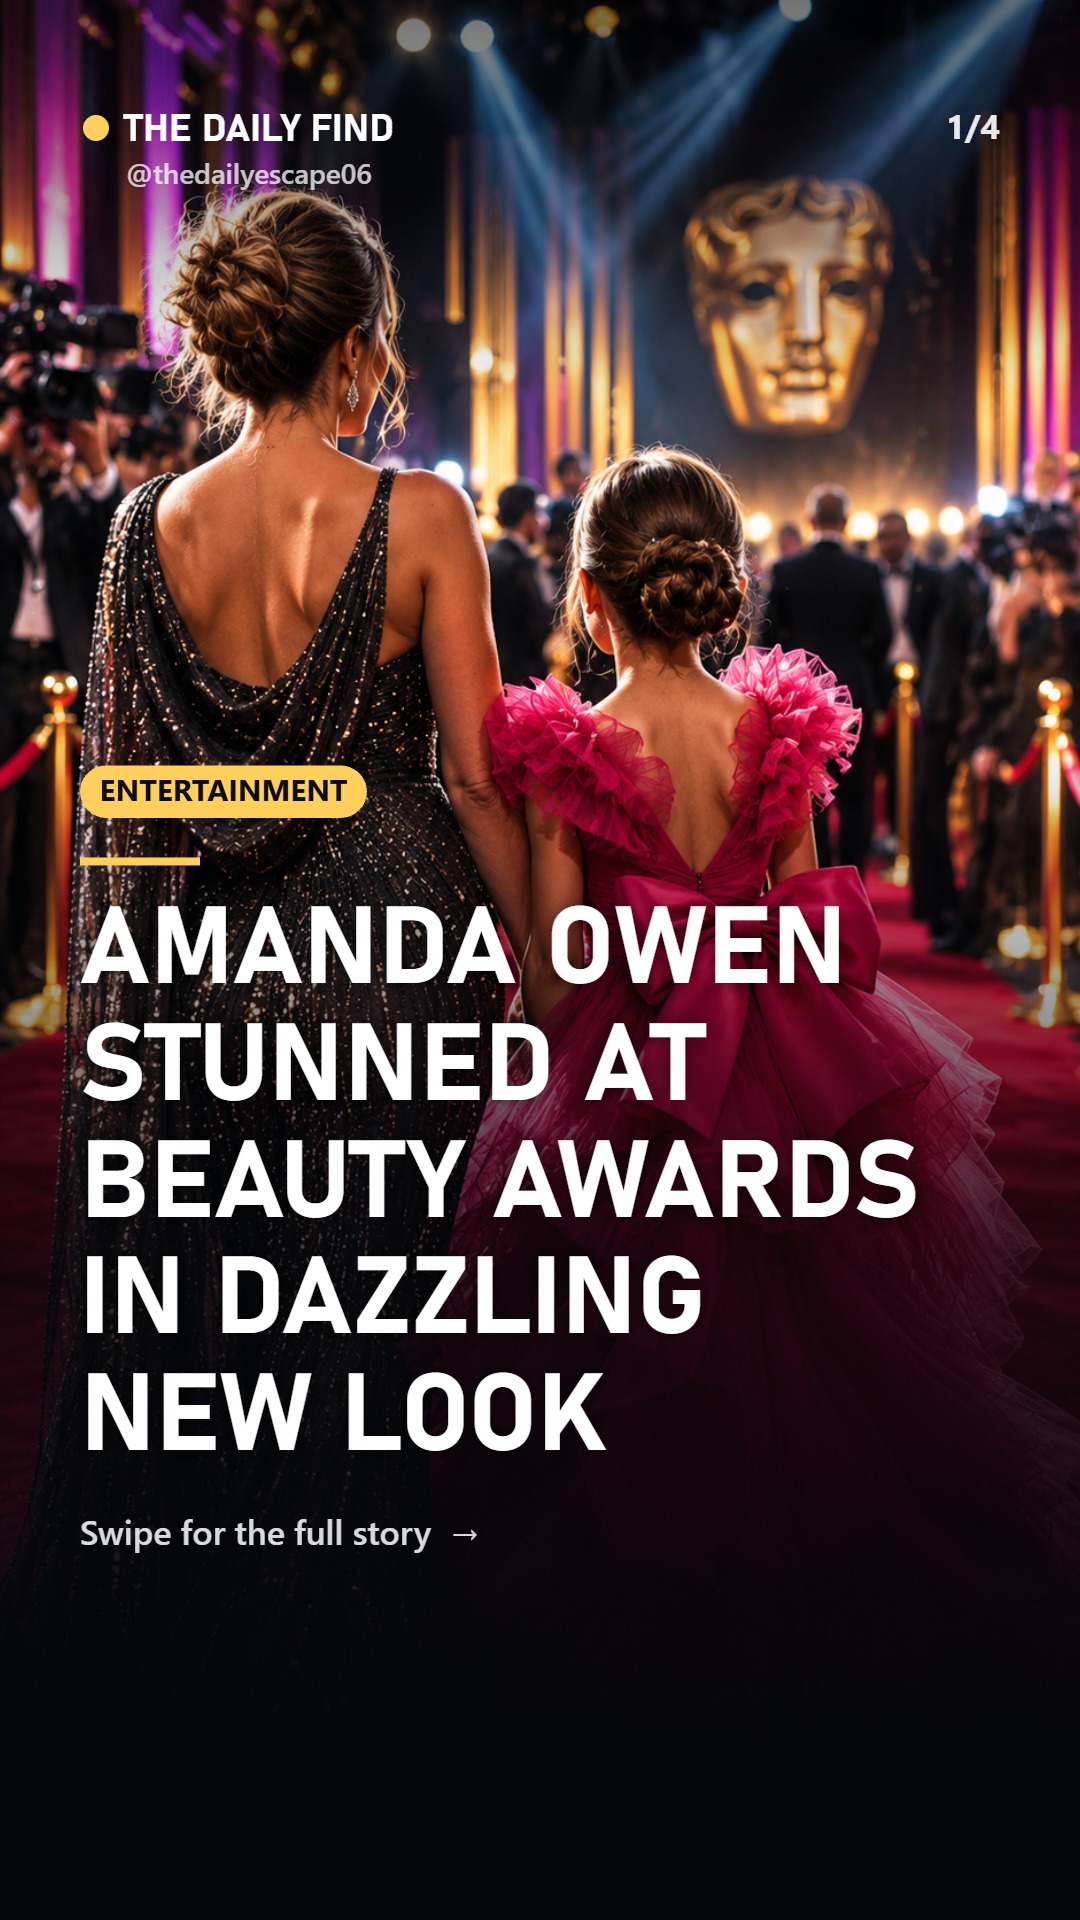 THE DAILY FIND
1/4
@thedailyescape06
ENTERTAINMENT
AMANDA OWEN
STUNNED AT
BEAUTY AWARDS
IN DAZZLING
NEW LOOK
Swipe for the full story →